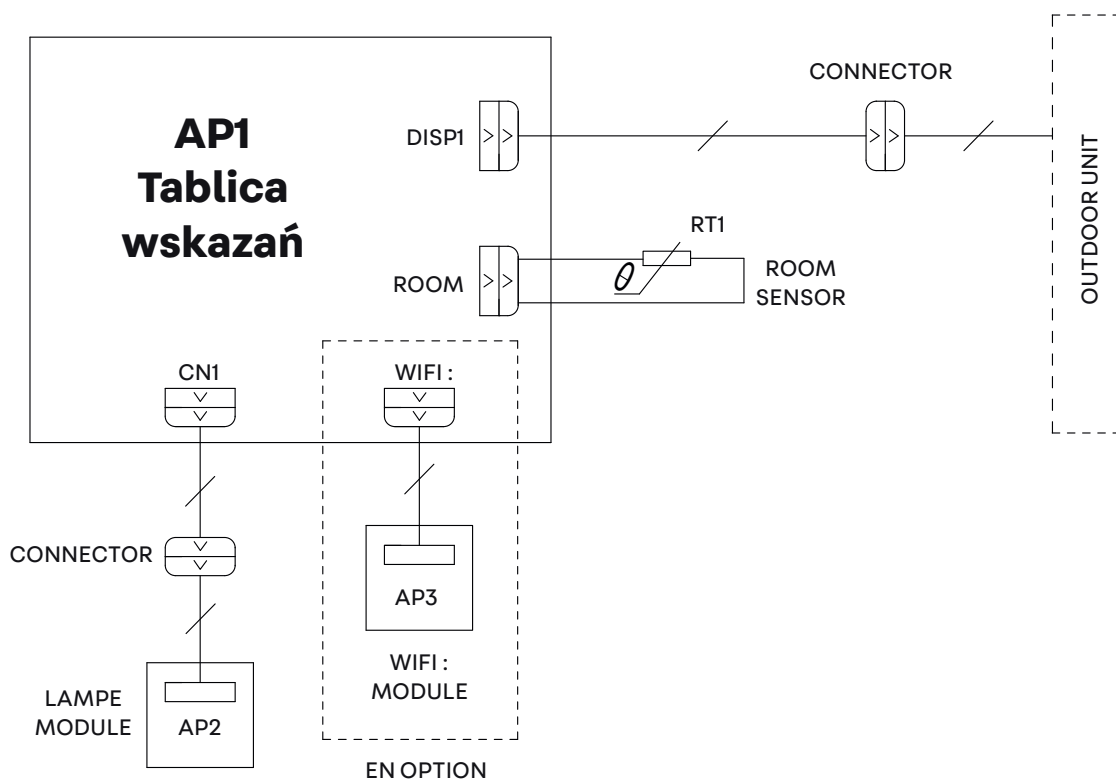 CONNECTOR
AP1
Tablica
wskazań
DISP1
OUTDOOR UNIT
RT1
ROOM
ROOM
SENSOR
CN1
WIFI :
CONNECTOR
AP3
WIFI :
MODULE
LAMPE
MODULE
AP2
EN OPTION